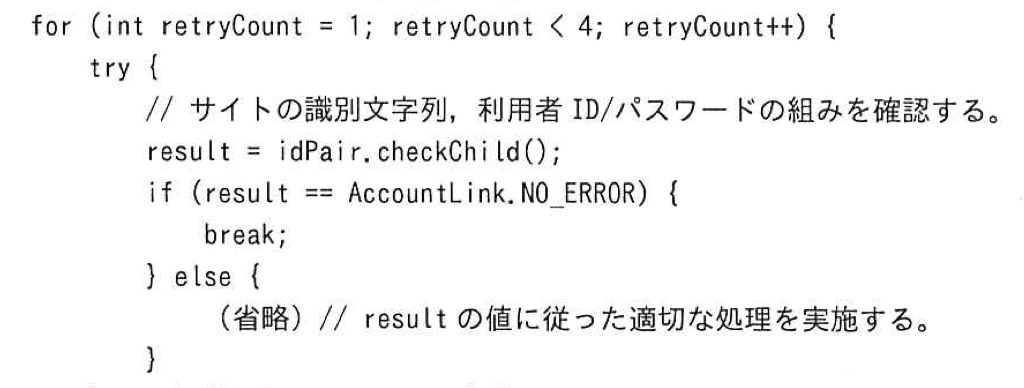 for (int retryCount = 1; retryCount < 4; retryCount++) {
try {
// サイトの識別文字列，利用者 ID/パスワードの組みを確認する。
result = idPair.checkChild();
if (result == AccountLink.NO_ERROR) {
break;
} else {
（省略）// result の値に従った適切な処理を実施する。
}